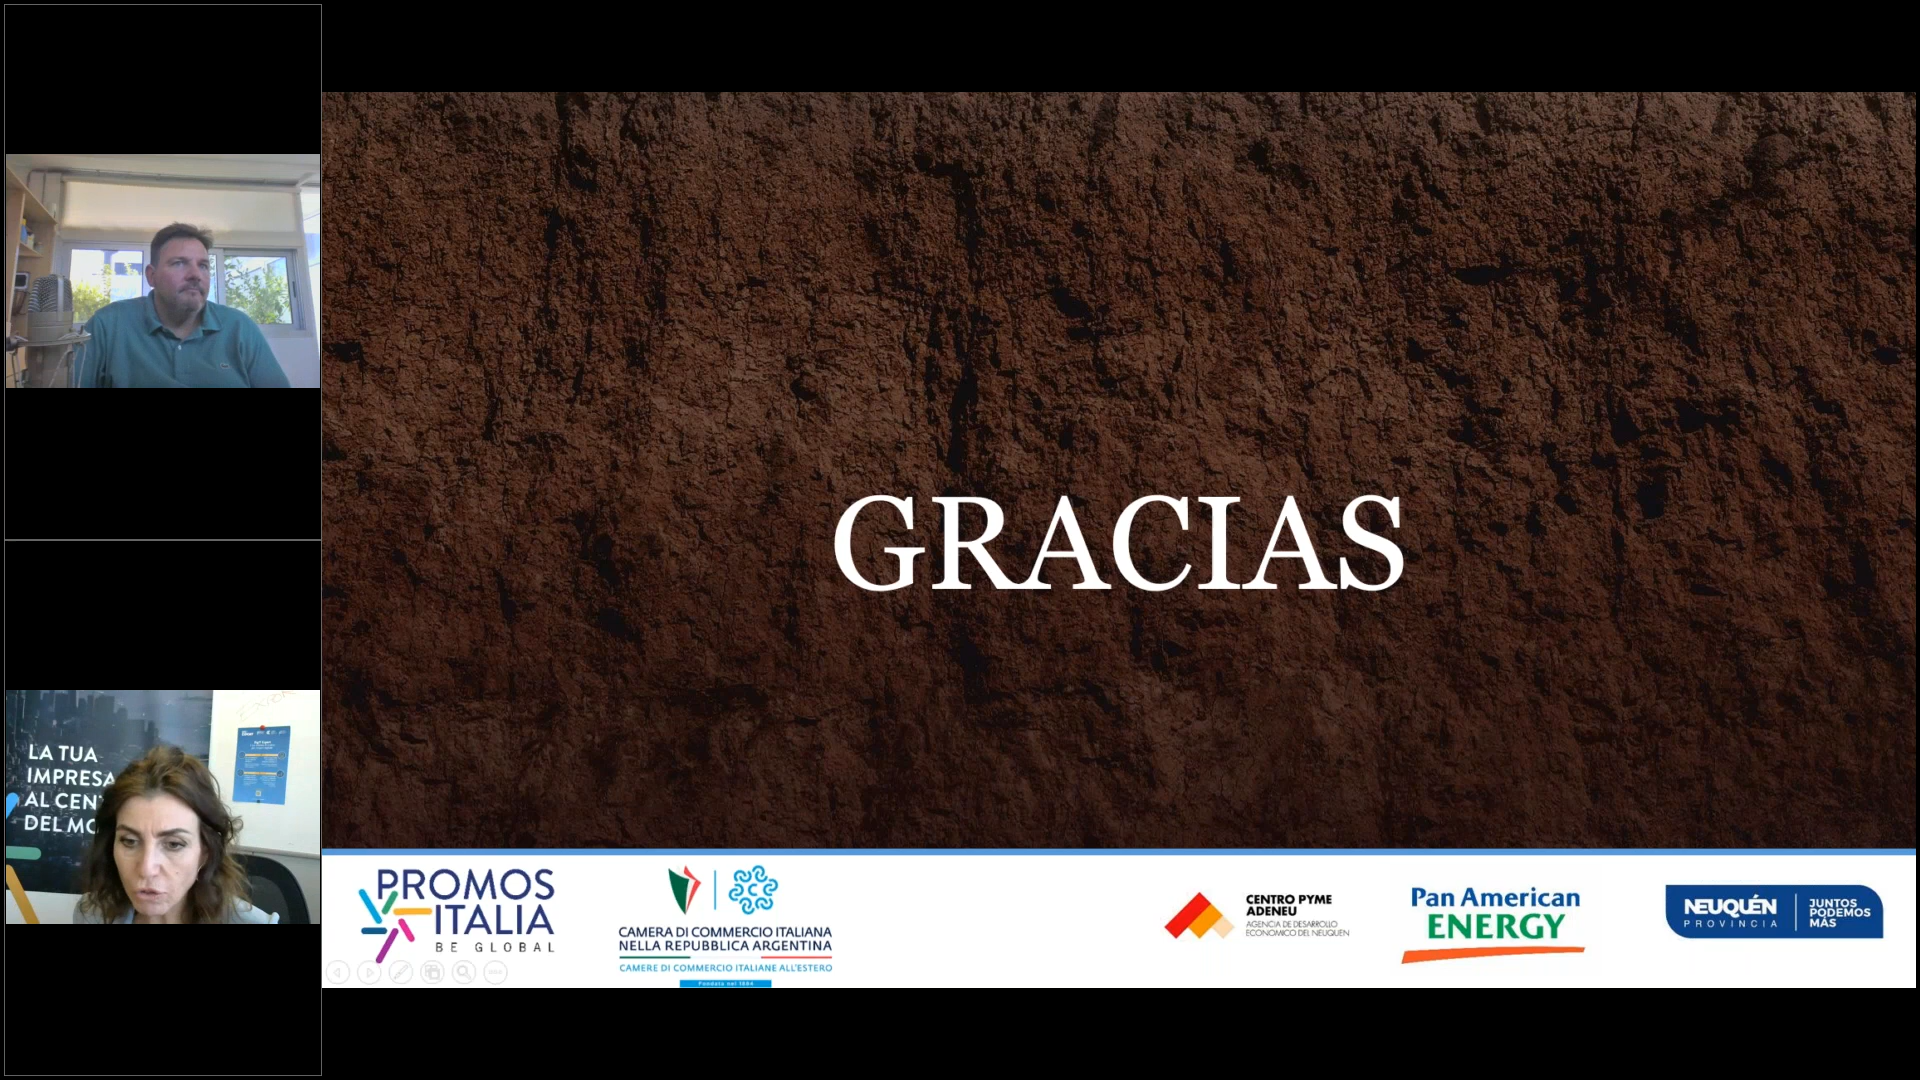 GRACIAS
LA TUA
IMPRESA
AL CEN
DEL MO
PROMOS
ITALIA
BE GLOBAL
CAMERA DI COMMERCIO ITALIANA
NELLA REPUBBLICA ARGENTINA
CAMERE DI COMMERCIO ITALIANE ALL'ESTERO
Fondata nel 1884
CENTRO PYME
ADENEU
AGENCIA DE DESARROLLO
ECONOMICO DEL NEUQUEN
Pan American
ENERGY
NEUQUÉN
PROVINCIA
JUNTOS
PODEMOS
MÁS